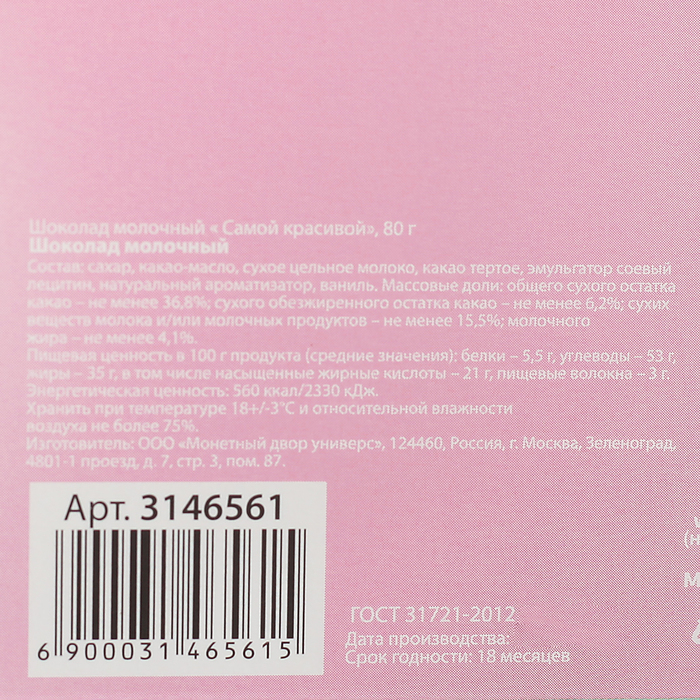 Шоколад молочный « Самой красивой», 80 г
Шоколад молочный
Состав: сахар, какао-масло, сухое цельное молоко, какао тертое, эмульгатор соевый
лецитин, натуральный ароматизатор, ваниль. Массовые доли: общего сухого остатка
какао – не менее 36,8%; сухого обезжиренного остатка какао – не менее 6,2%; сухих
веществ молока и/или молочных продуктов – не менее 15,5%; молочного
жира – не менее 4,1%.
Пищевая ценность в 100 г продукта (средние значения): белки – 5,5 г, углеводы – 53 г,
жиры – 35 г, в том числе насыщенные жирные кислоты – 21 г, пищевые волокна – 3 г.
Энергетическая ценность: 560 ккал/2330 кДж.
Хранить при температуре 18+/-3°С и относительной влажности
воздуха не более 75%.
Изготовитель: ООО «Монетный двор универс», 124460, Россия, г. Москва, Зеленоград,
4801-1 проезд, д. 7, стр. 3, пом. 87.
Арт. 3146561
6 900031 465615
ГОСТ 31721-2012
Дата производства:
Срок годности: 18 месяцев